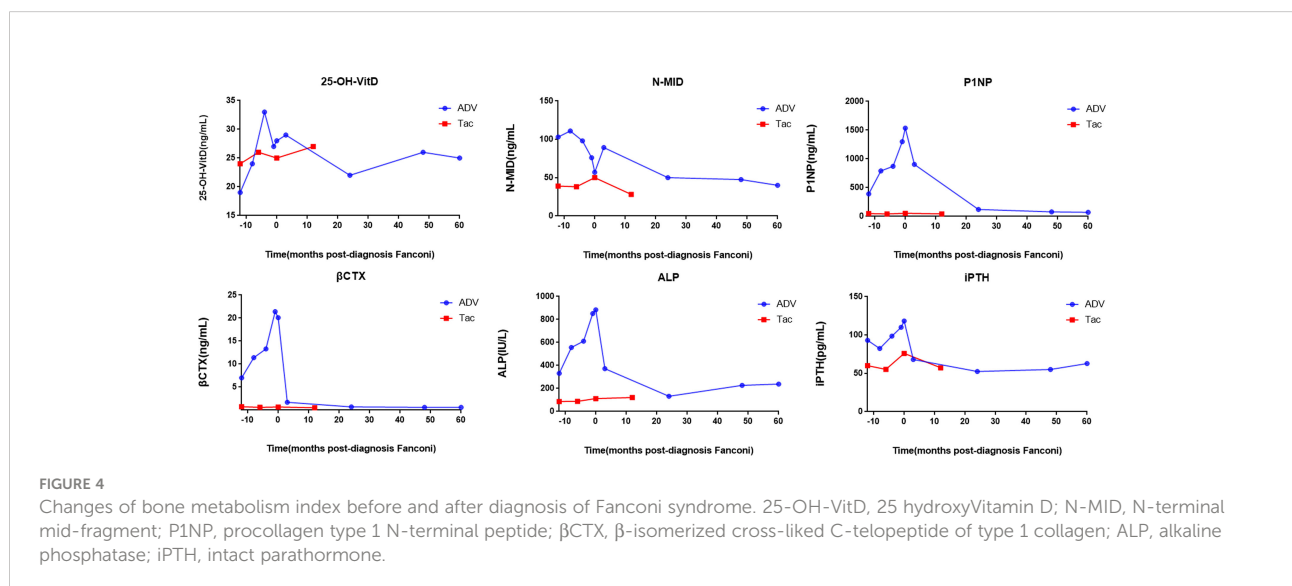 25-OH-VitD
35
30
25
20
15
25-OH-VitD(ng/mL)
-10 0 10 20 30 40 50 60
Time(months post-diagnosis Fanconi)
ADV
Tac
N-MID
150
100
50
0
N-MID(ng/mL
-10 0 10 20 30 40 50 60
Time(months post-diagnosis Fanconi)
ADV
Tac
P1NP
2000
1500
1000
500
0
P1NP(ng/mL)
-10 0 10 20 30 40 50 60
Time(months post-diagnosis Fanconi)
ADV
Tac
βCTX
25
20
15
10
5
βCTX(ng/mL)
-10 0 10 20 30 40 50 60
Time(months post-diagnosis Fanconi)
ADV
Tac
ALP
1000
800
600
400
200
0
ALP(IU/L)
-10 0 10 20 30 40 50 60
Time(months post-diagnosis Fanconi)
ADV
Tac
iPTH
150
100
50
0
iPTH(pg/mL)
-10 0 10 20 30 40 50 60
Time(months post-diagnosis Fanconi)
ADV
Tac
FIGURE 4
Changes of bone metabolism index before and after diagnosis of Fanconi syndrome. 25-OH-VitD, 25 hydroxyVitamin D; N-MID, N-terminal
mid-fragment; P1NP, procollagen type 1 N-terminal peptide; βCTX, β-isomerized cross-liked C-telopeptide of type 1 collagen; ALP, alkaline
phosphatase; iPTH, intact parathormone.